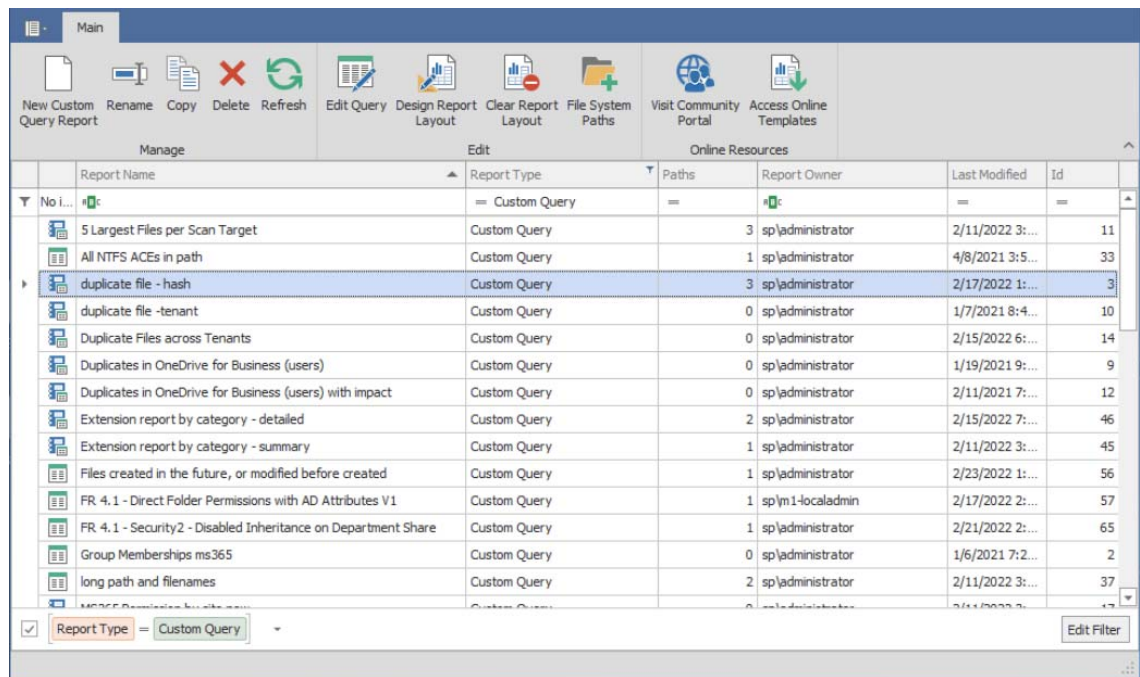 Main
New Custom Query Report
Rename
Copy
Delete
Refresh
Edit Query
Design Report Layout
Clear Report Layout
File System Paths
Visit Community Portal
Access Online Templates
Manage
Edit
Online Resources
Report Name Report Type Paths Report Owner Last Modified Id
No i... = Custom Query = = =
5 Largest Files per Scan Target Custom Query 3 sp\administrator 2/11/2022 3:... 11
All NTFS ACEs in path Custom Query 1 sp\administrator 4/8/2021 3:5... 33
duplicate file - hash Custom Query 3 sp\administrator 2/17/2022 1:... 3
duplicate file -tenant Custom Query 0 sp\administrator 1/7/2021 8:4... 10
Duplicate Files across Tenants Custom Query 0 sp\administrator 2/15/2022 6:... 14
Duplicates in OneDrive for Business (users) Custom Query 0 sp\administrator 1/19/2021 9:... 9
Duplicates in OneDrive for Business (users) with impact Custom Query 0 sp\administrator 2/11/2021 7:... 12
Extension report by category - detailed Custom Query 2 sp\administrator 2/15/2022 7:... 46
Extension report by category - summary Custom Query 1 sp\administrator 2/11/2022 3:... 45
Files created in the future, or modified before created Custom Query 1 sp\administrator 2/23/2022 1:... 56
FR 4.1 - Direct Folder Permissions with AD Attributes V1 Custom Query 1 sp\m1-localadmin 2/17/2022 2:... 57
FR 4.1 - Security2 - Disabled Inheritance on Department Share Custom Query 1 sp\administrator 2/21/2022 2:... 65
Group Memberships ms365 Custom Query 0 sp\administrator 1/6/2021 7:2... 2
long path and filenames Custom Query 2 sp\administrator 2/11/2022 3:... 37
Report Type = Custom Query
Edit Filter